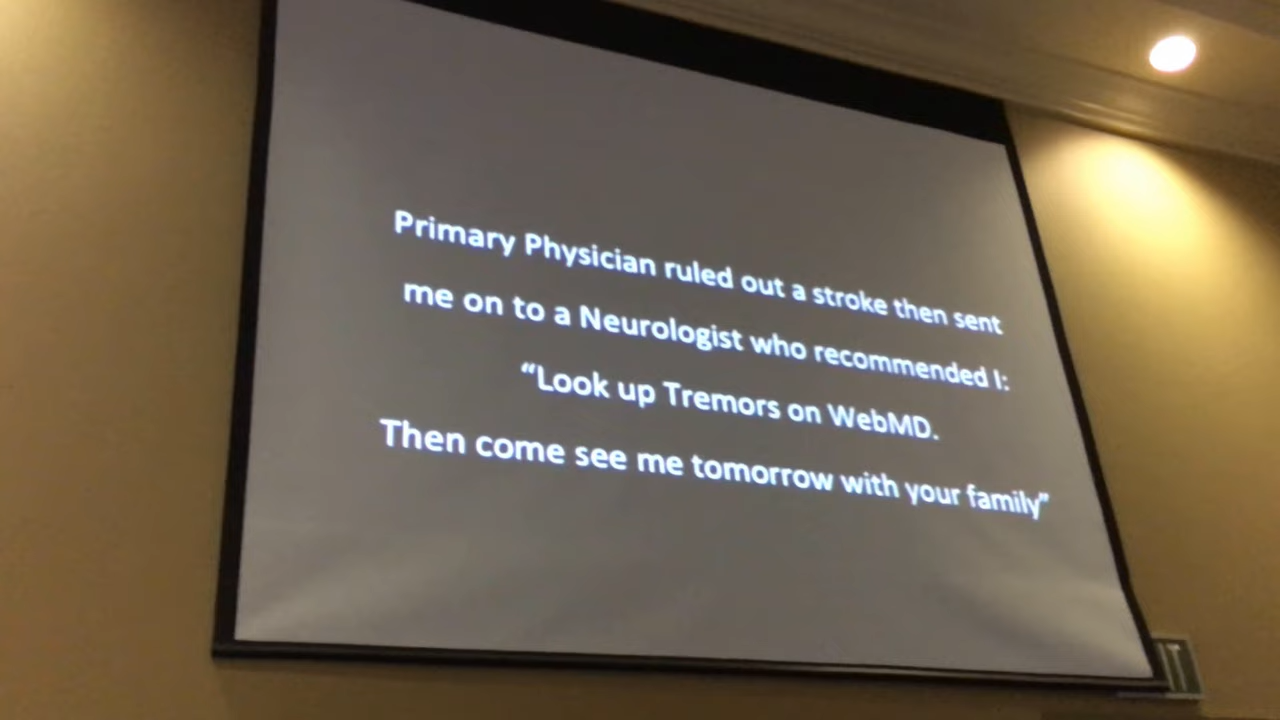 Primary Physician ruled out a stroke then sent
me on to a Neurologist who recommended I:
“Look up Tremors on WebMD.
Then come see me tomorrow with your family”